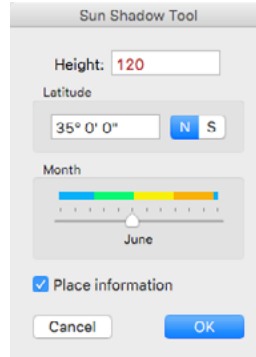 Sun Shadow Tool
Height: 120
Latitude
35° 0' 0" N S
Month
June
Place information
Cancel OK